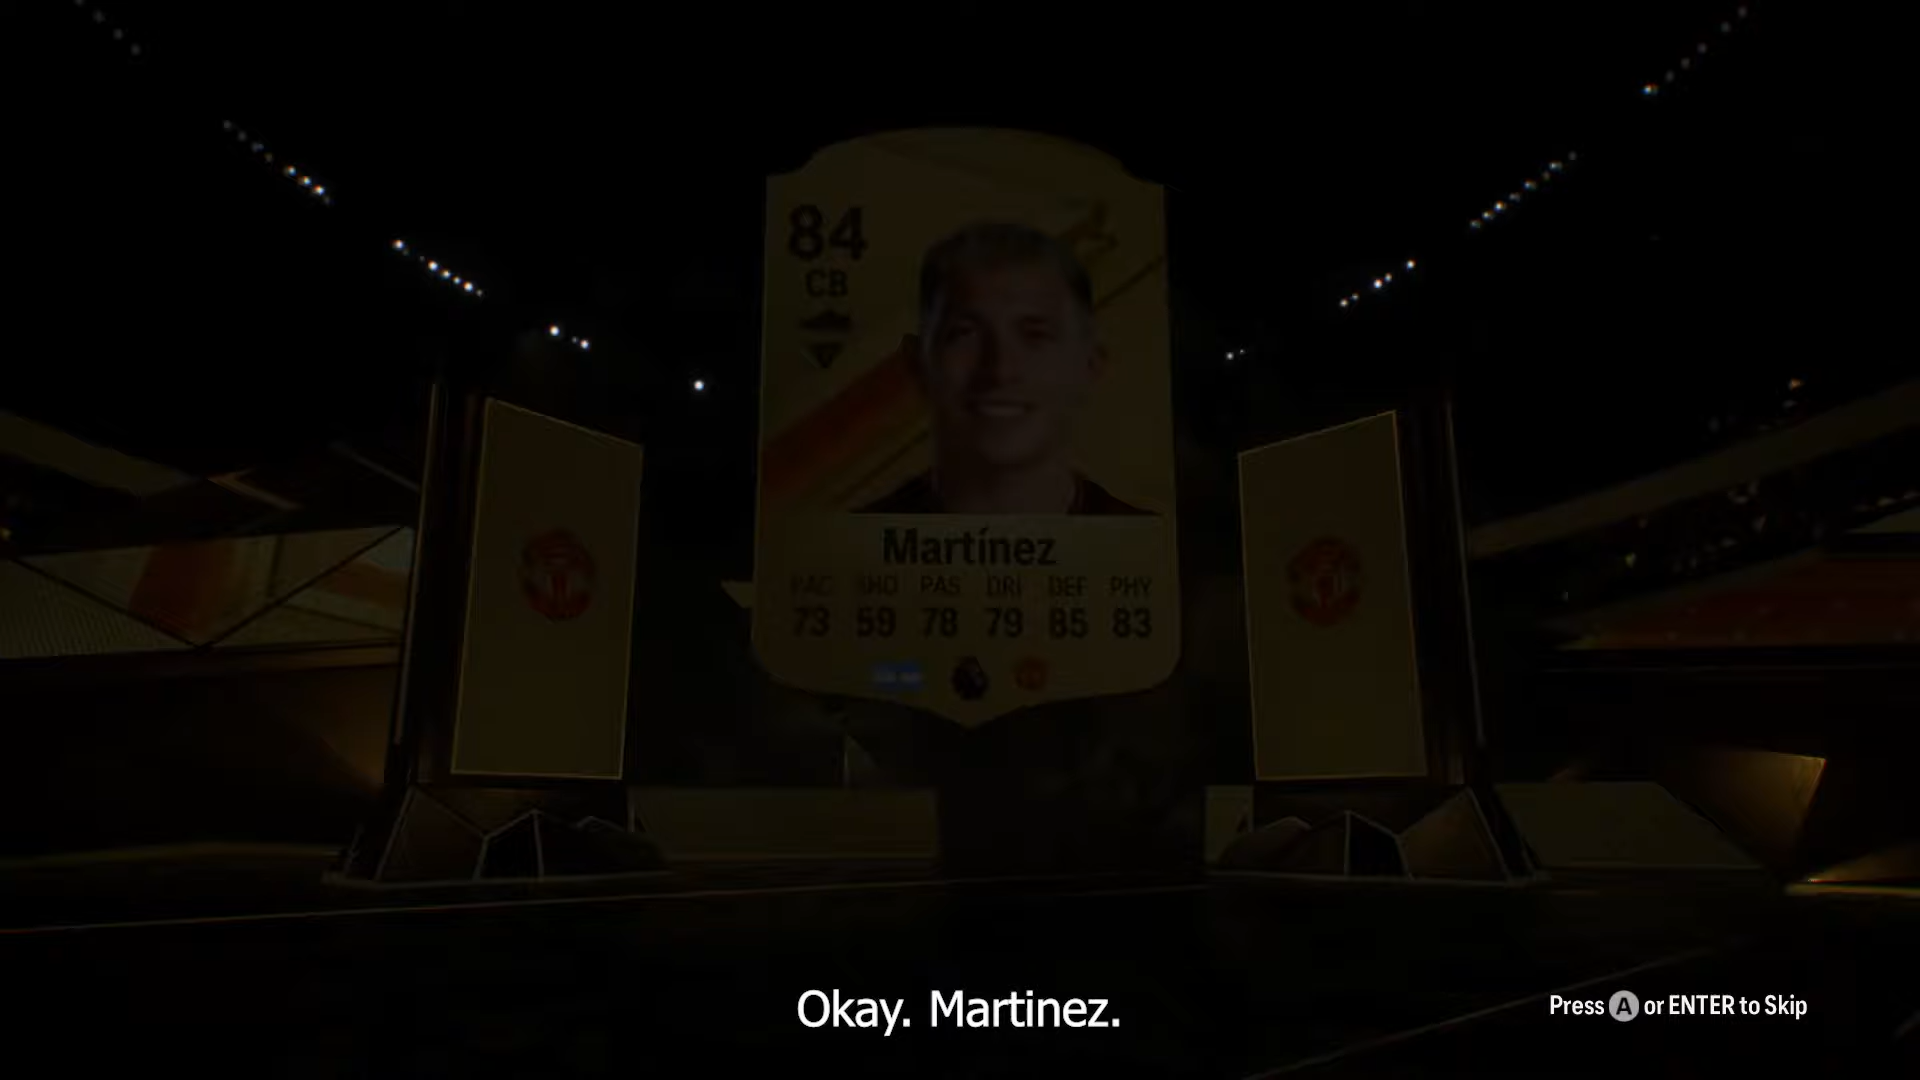 84
CB
Martínez
PAC SHO PAS DRI DEF PHY
73 59 78 79 85 83
Okay. Martinez.
Press A or ENTER to Skip